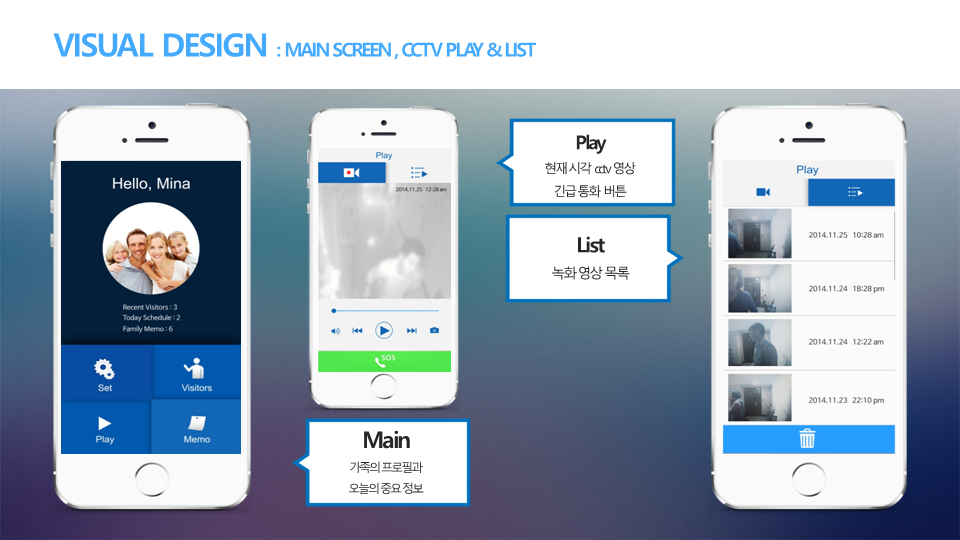 VISUAL DESIGN : MAIN SCREEN , CCTV PLAY & LIST
Hello, Mina
Recent Visitors : 3
Today Schedule : 2
Family Memo : 6
Set
Visitors
Play
Memo
Play
2014.11.25 12:28 am
SOS
Main
가족의 프로필과
오늘의 중요 정보
Play
현재 시각 cctv 영상
긴급 통화 버튼
List
녹화 영상 목록
Play
2014.11.25 10:28 am
2014.11.24 18:28 pm
2014.11.24 12:22 am
2014.11.23 22:10 pm